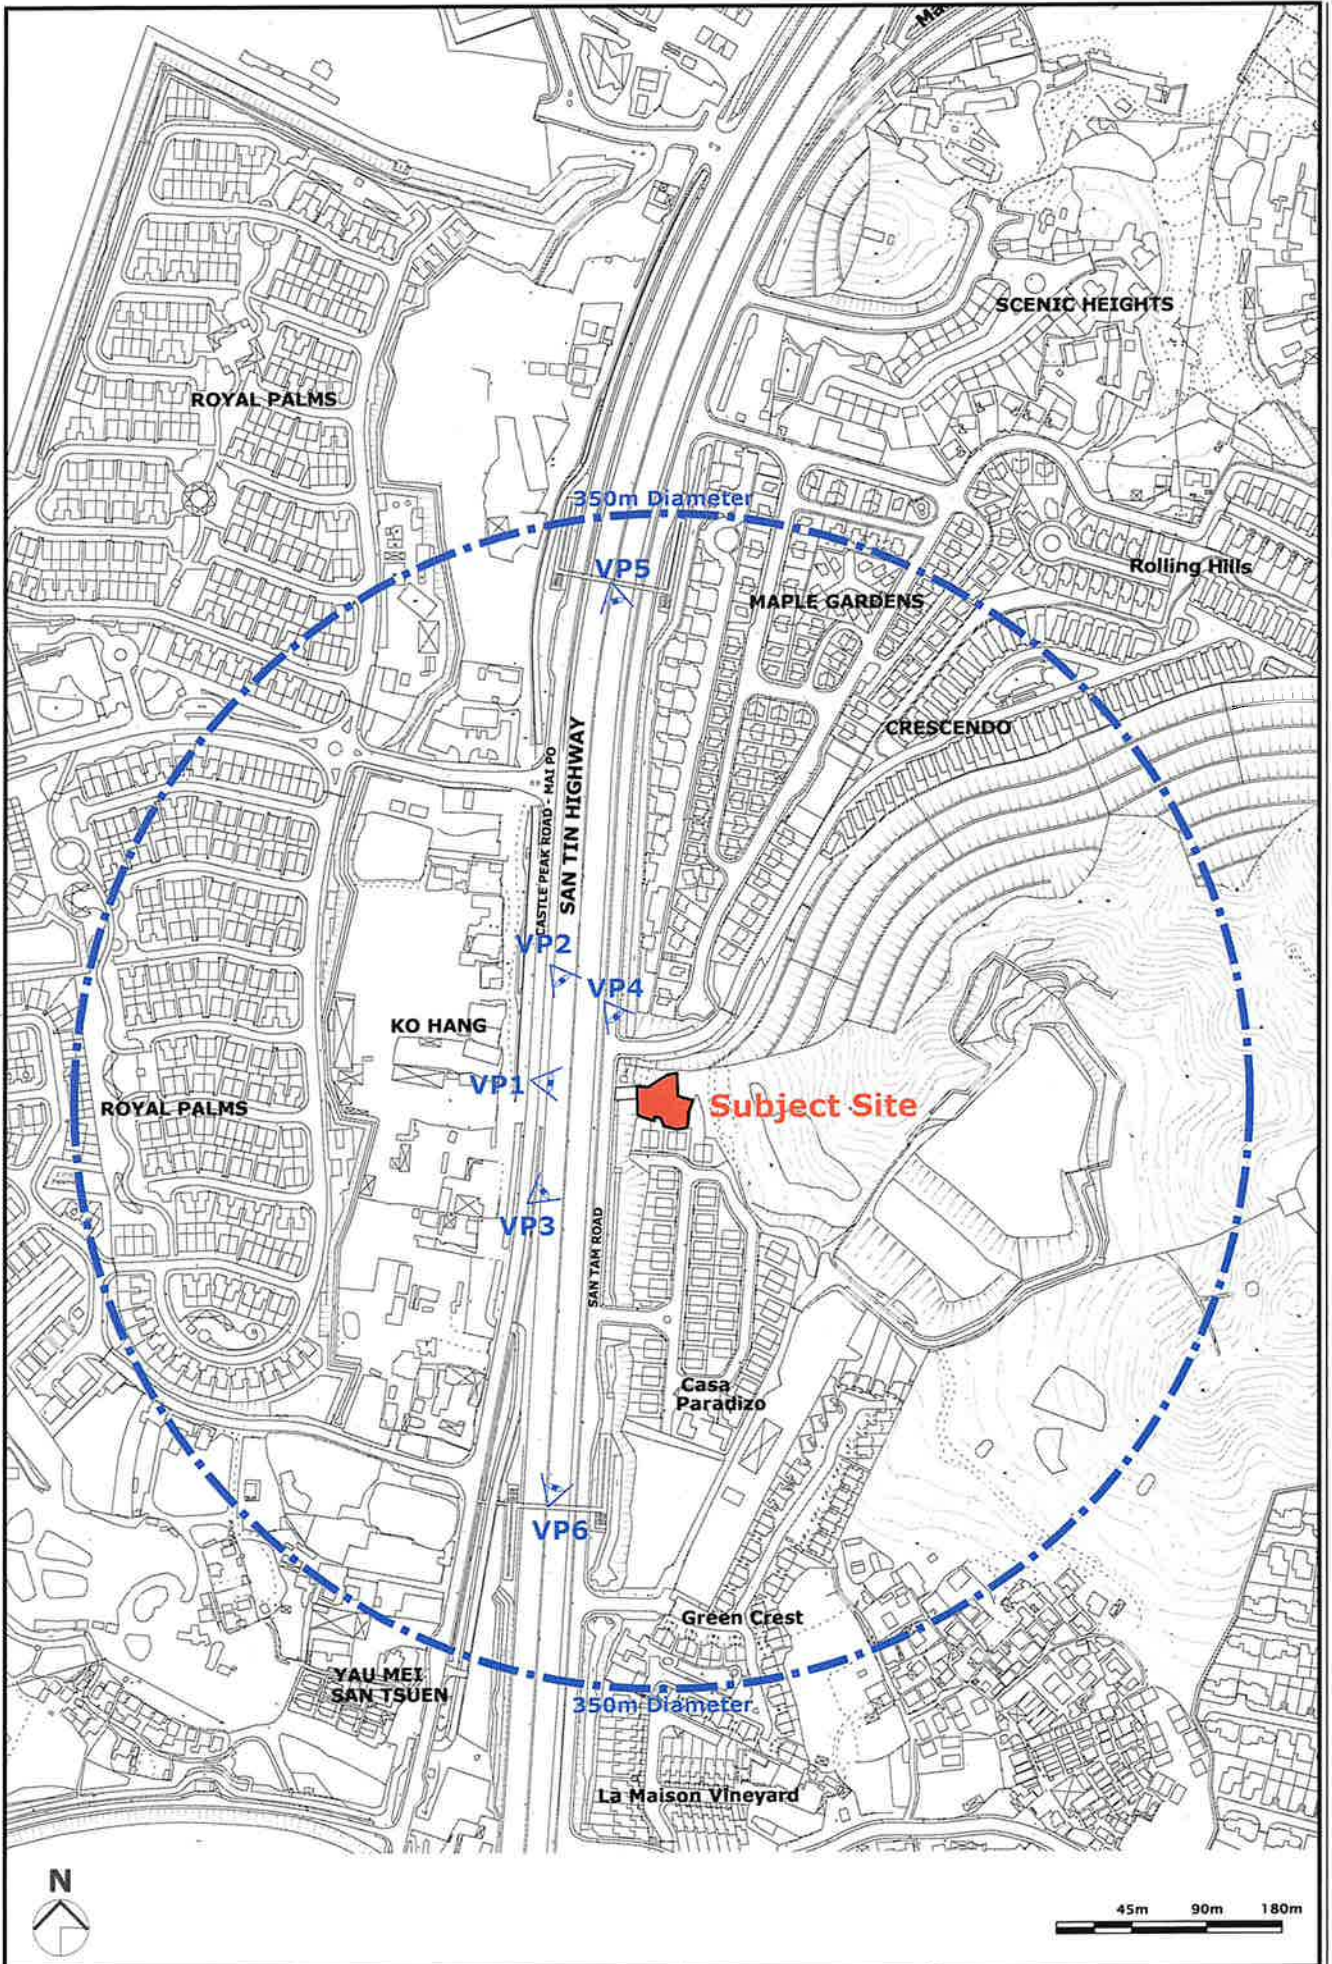 Ma
SCENIC HEIGHTS
ROYAL PALMS
350m Diameter
VP5
Rolling Hills
MAPLE GARDENS
CRESCENDO
CASTLE PEAK ROAD - MAI PO
SAN TIN HIGHWAY
VP2
VP4
KO HANG
VP1
ROYAL PALMS
Subject Site
VP3
SAN TAM ROAD
Casa
Paradizo
VP6
Green Crest
YAU MEI
SAN TSUEN
350m Diameter
La Maison Vineyard
N
45m 90m 180m